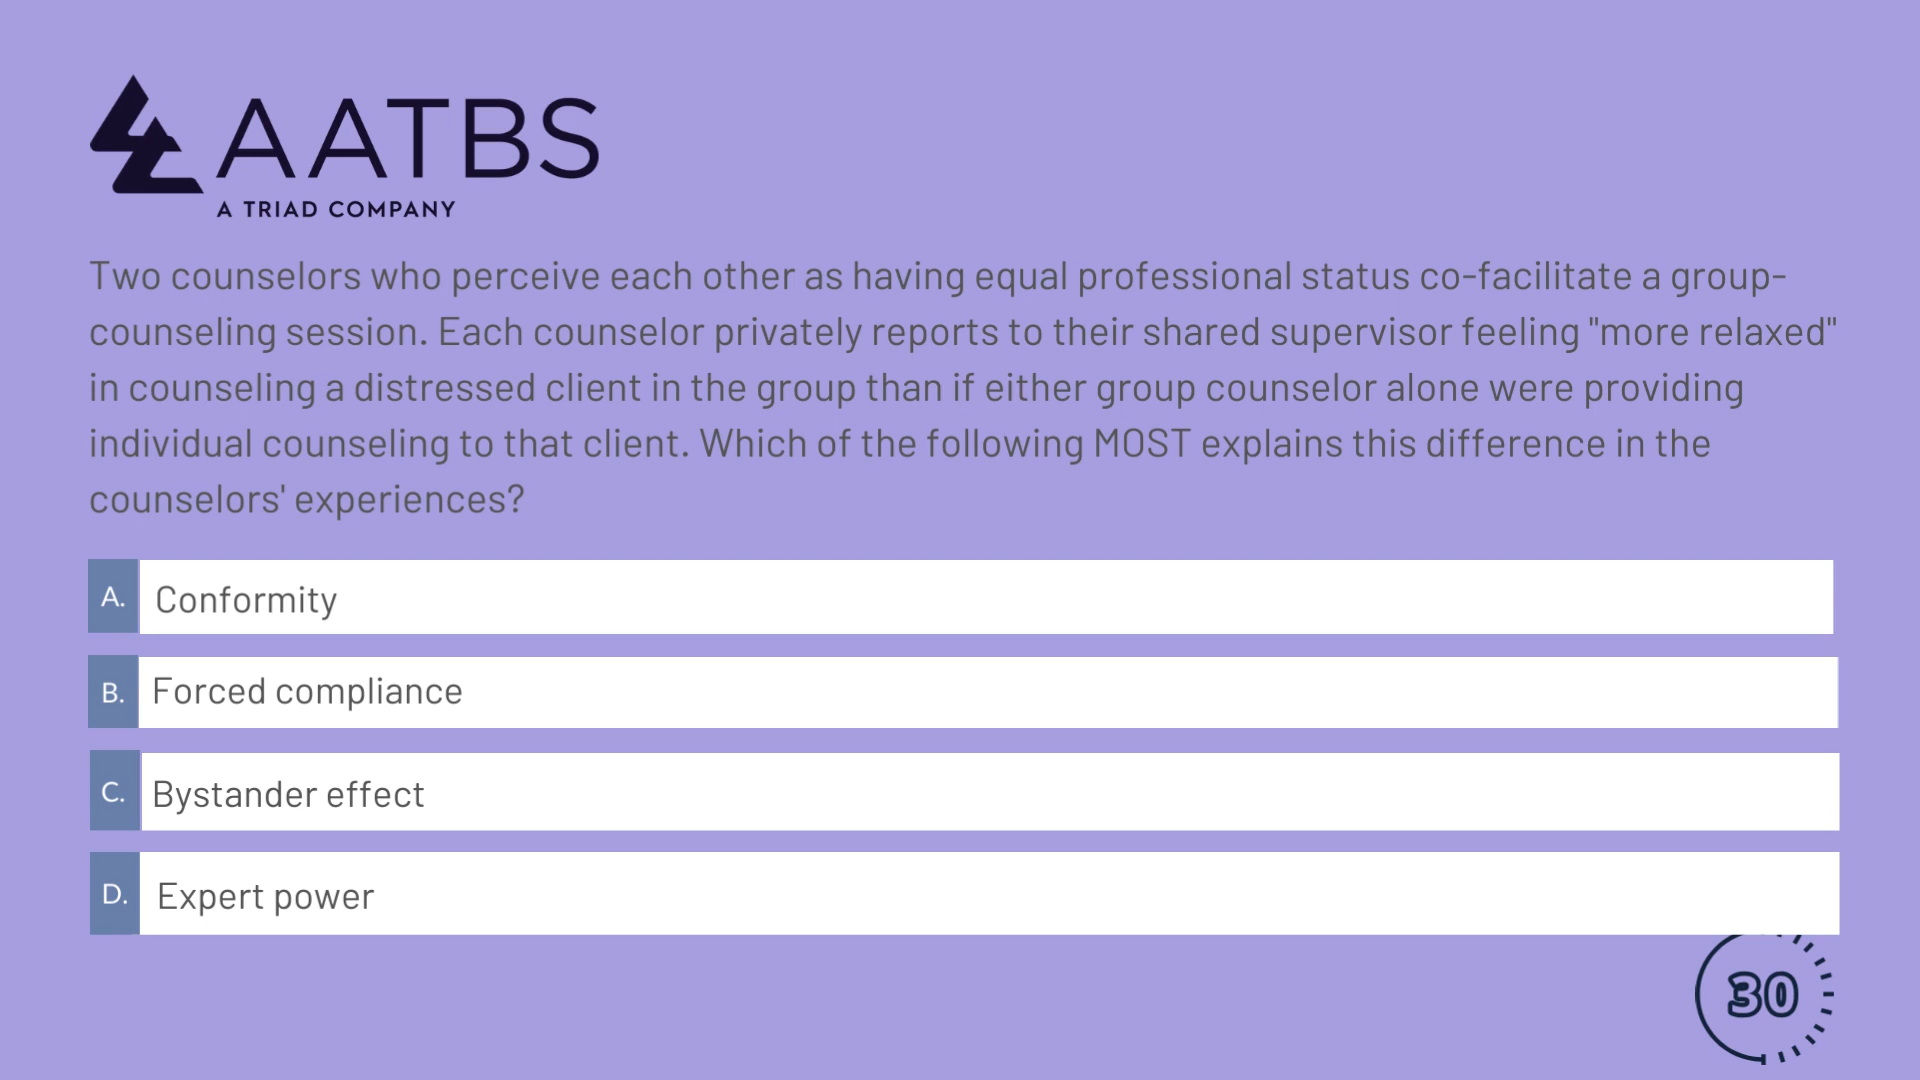 AATBS
A TRIAD COMPANY
Two counselors who perceive each other as having equal professional status co-facilitate a group-
counseling session. Each counselor privately reports to their shared supervisor feeling "more relaxed"
in counseling a distressed client in the group than if either group counselor alone were providing
individual counseling to that client. Which of the following MOST explains this difference in the
counselors' experiences?
A. Conformity
B. Forced compliance
C. Bystander effect
D. Expert power
30